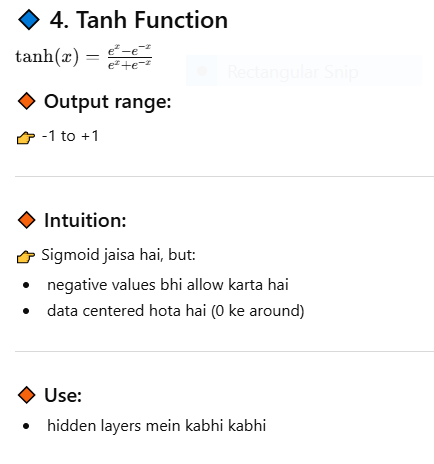 🔷 4. Tanh Function
tanh(x) = \frac{e^x - e^{-x}}{e^x + e^{-x}}
Rectangular Snip
🔶 Output range:
👉 -1 to +1
🔶 Intuition:
👉 Sigmoid jaisa hai, but:
• negative values bhi allow karta hai
• data centered hota hai (0 ke around)
🔶 Use:
• hidden layers mein kabhi kabhi